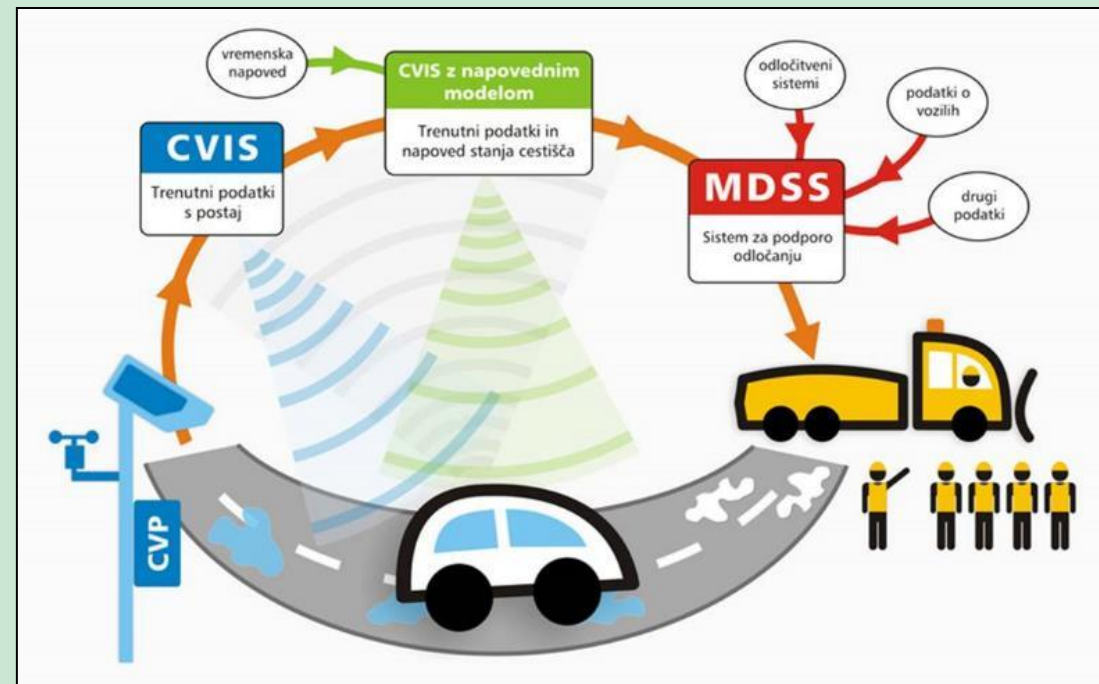 vremenska
napoved
CVIS z napovednim
modelom
Trenutni podatki in
napoved stanja cestišča
odločitveni
sistemi
podatki o
vozilih
CVIS
Trenutni podatki
s postaj
MDSS
Sistem za podporo
odločanju
drugi
podatki
CVP